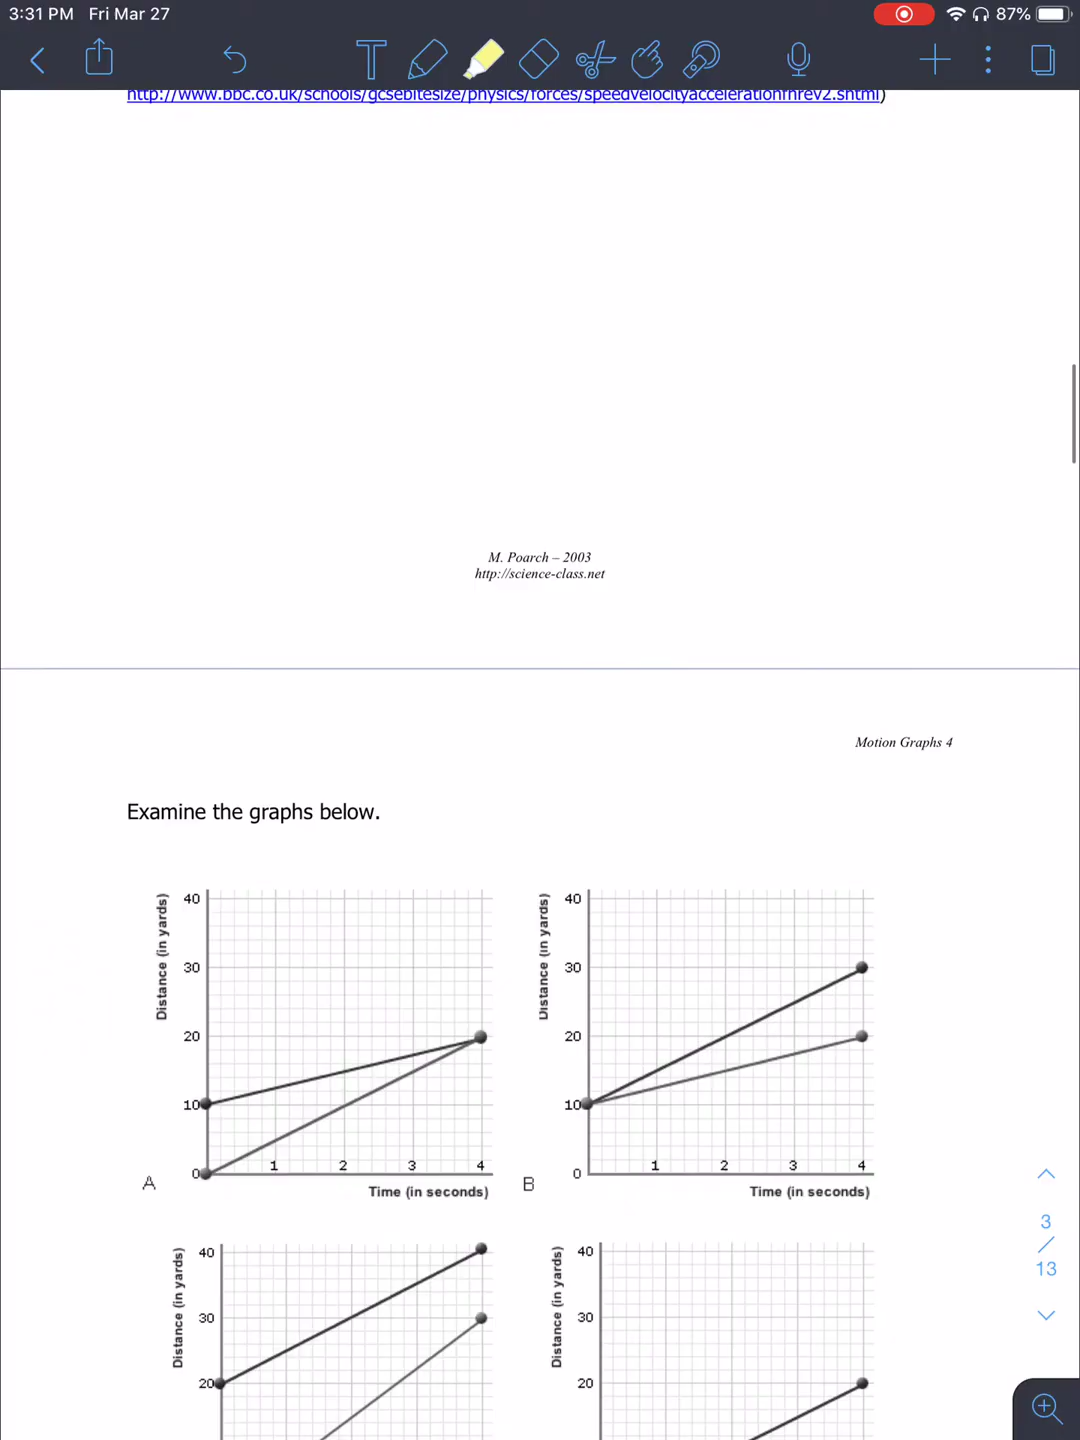 3:31 PM Fri Mar 27
87%
http://www.bbc.co.uk/schools/gcsebitesize/physics/forces/speedvelocityaccelerationfhrev2.shtml)
M. Poarch – 2003
http://science-class.net
Motion Graphs 4
Examine the graphs below.
Distance (in yards)
40
30
20
10
0
1 2 3 4
Time (in seconds)
A
Distance (in yards)
40
30
20
10
0
1 2 3 4
Time (in seconds)
B
3
/
13
Distance (in yards)
40
30
20
Distance (in yards)
40
30
20